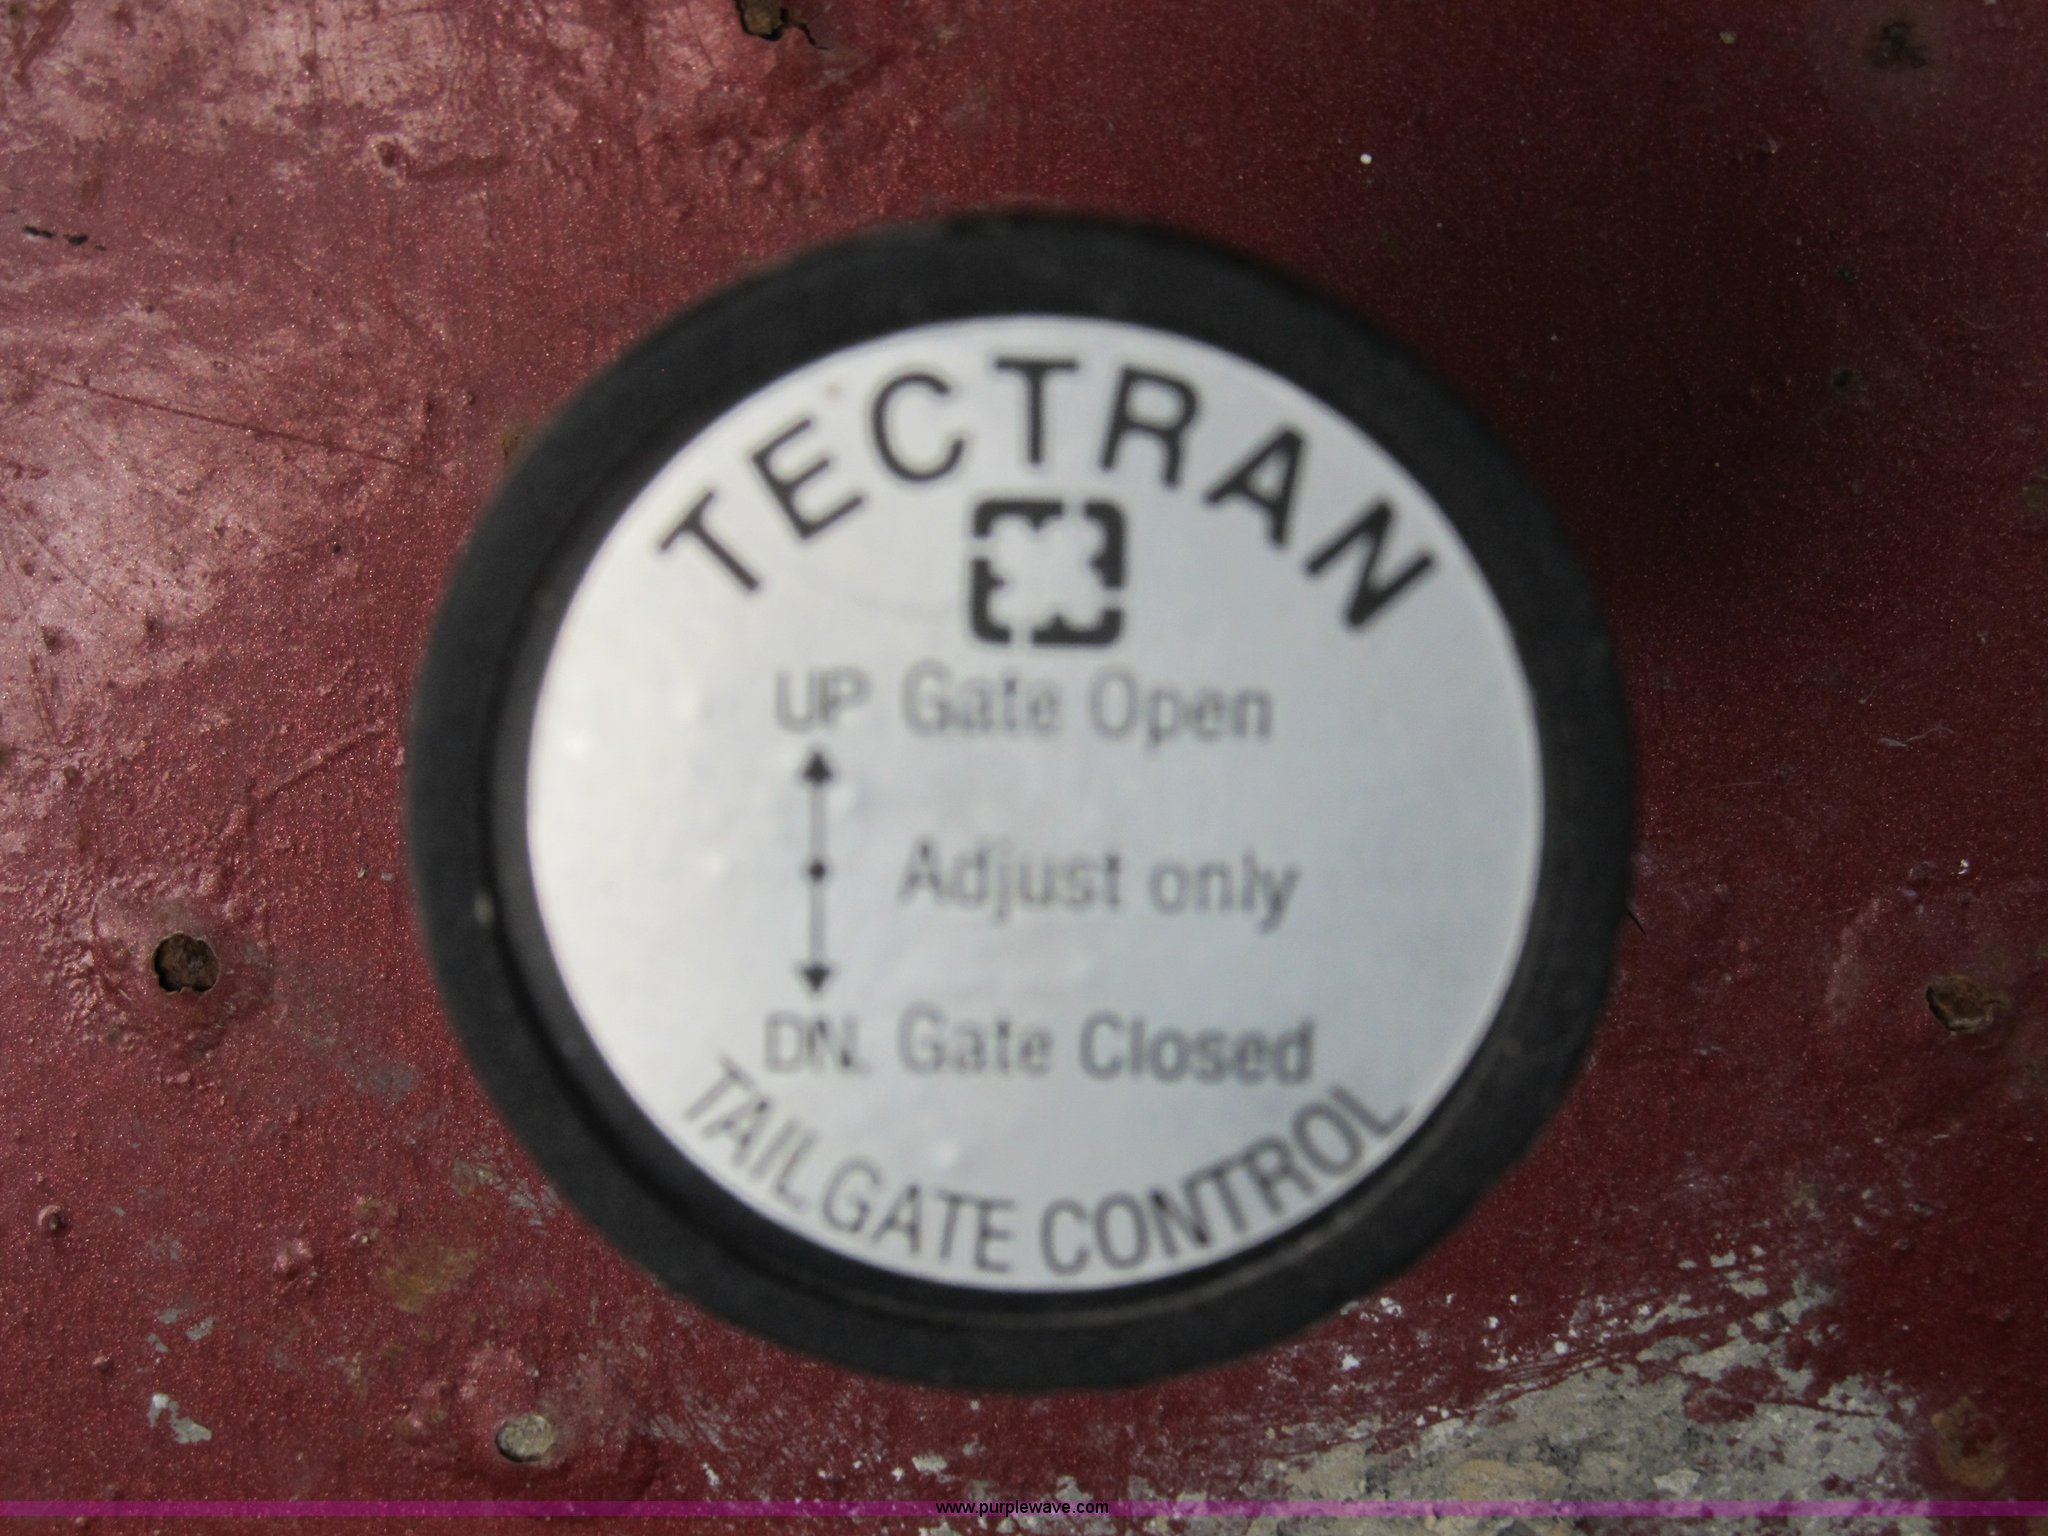 TECTRAN
UP Gate Open
Adjust only
DN. Gate Closed
TAILGATE CONTROL
www.purplewave.com